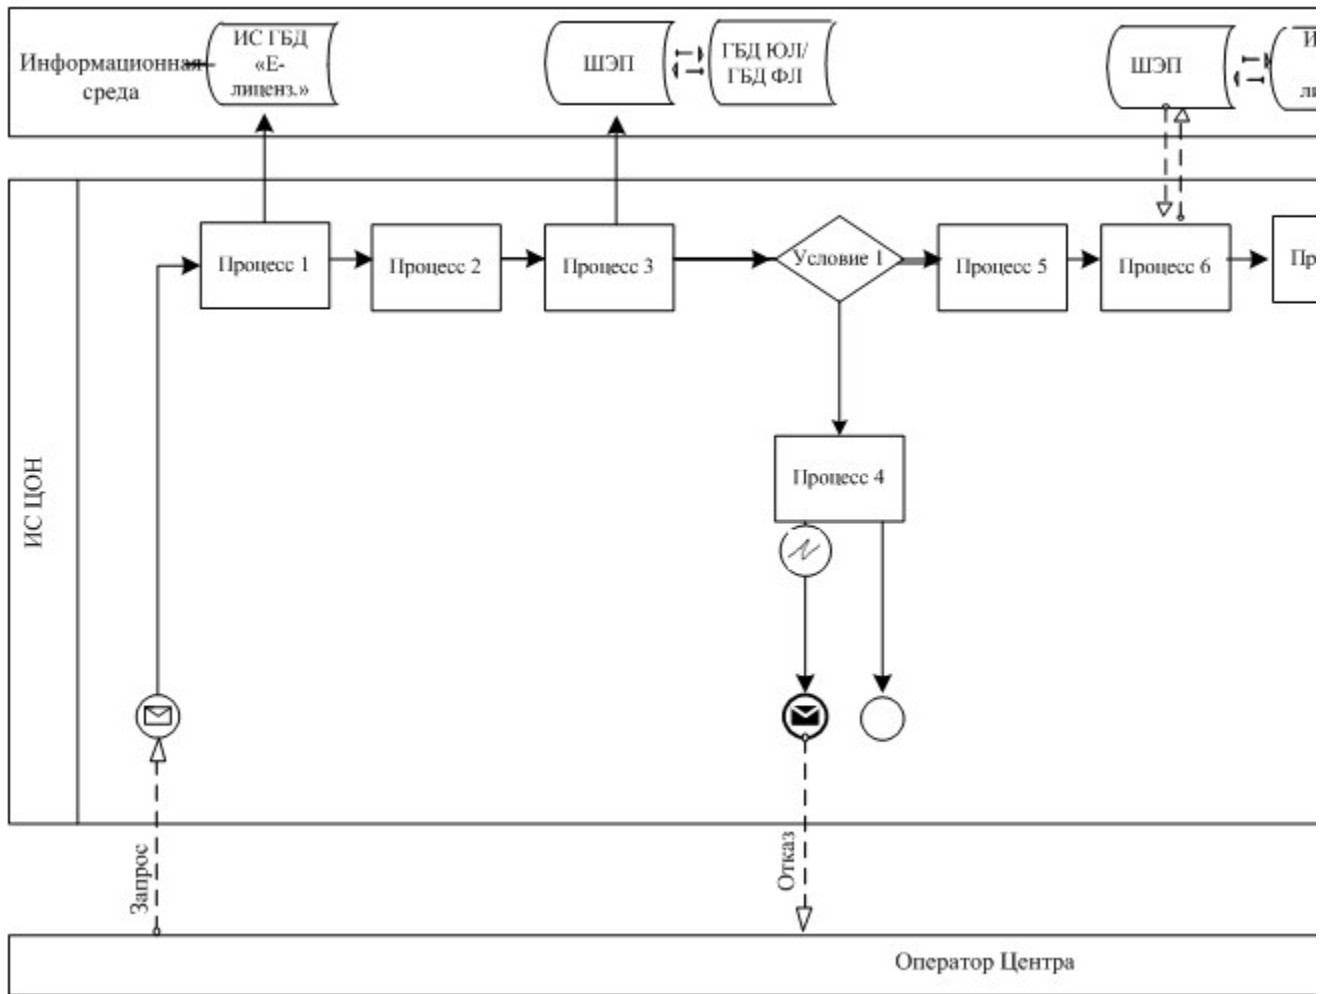 Информационная
среда
ИС ГБД
«Е-
лиценз.»
ШЭП
ГБД ЮЛ/
ГБД ФЛ
ШЭП
ИС ЦОН
Процесс 1
Процесс 2
Процесс 3
Условие 1
Процесс 5
Процесс 6
Пр
Процесс 4
Запрос
Отказ
Оператор Центра